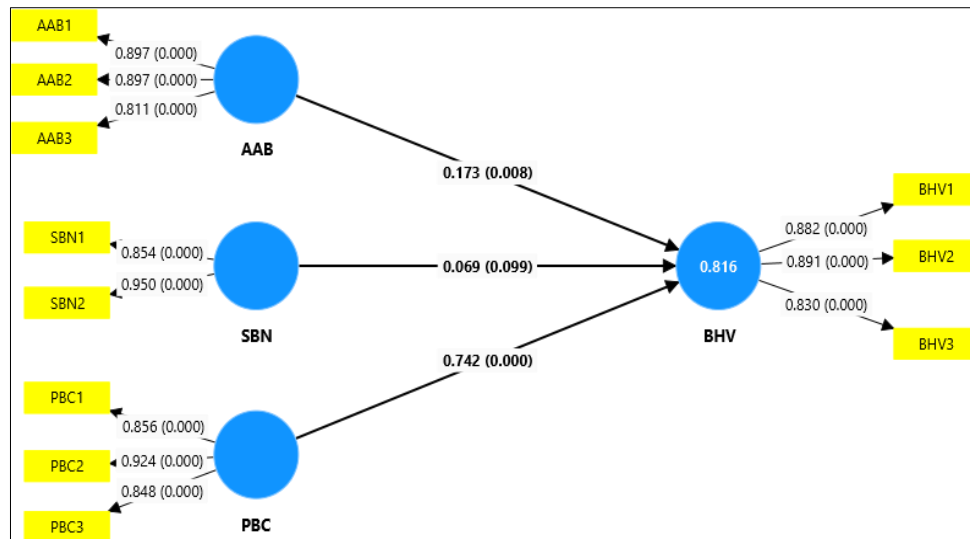 AAB1
0.897 (0.000)
AAB2
0.897 (0.000)
0.811 (0.000)
AAB3
AAB
0.173 (0.008)
BHV1
0.882 (0.000)
SBN1
0.854 (0.000)
0.069 (0.099)
0.816
0.891 (0.000)
BHV2
0.950 (0.000)
SBN2
0.830 (0.000)
SBN
BHV
BHV3
0.742 (0.000)
PBC1
0.856 (0.000)
PBC2
0.924 (0.000)
0.848 (0.000)
PBC3
PBC